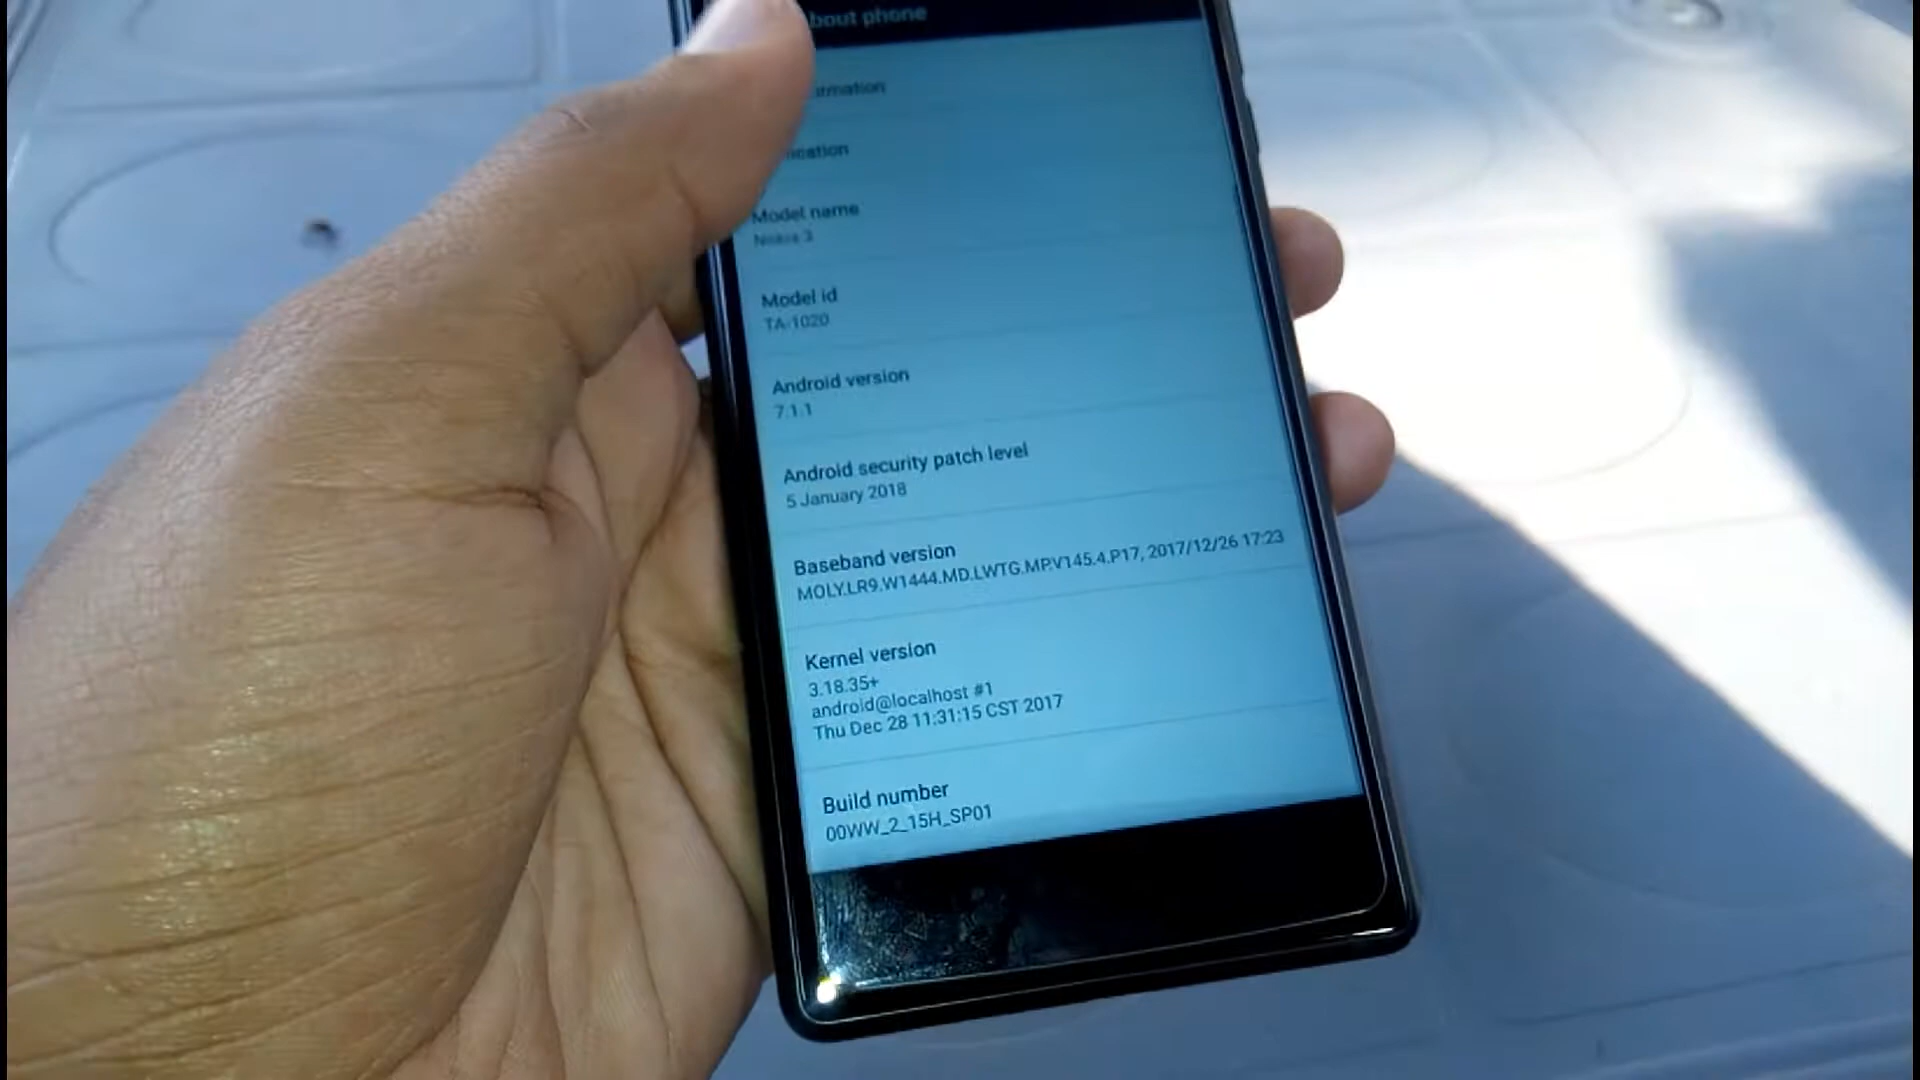 bout phone
Model name
Nokia 3
Model id
TA-1020
Android version
7.1.1
Android security patch level
5 January 2018
Baseband version
MOLY.LR9.W1444.MD.LWTG.MP.V145.4.P17, 2017/12/26 17:23
Kernel version
3.18.35+
android@localhost #1
Thu Dec 28 11:31:15 CST 2017
Build number
00WW_2_15H_SP01